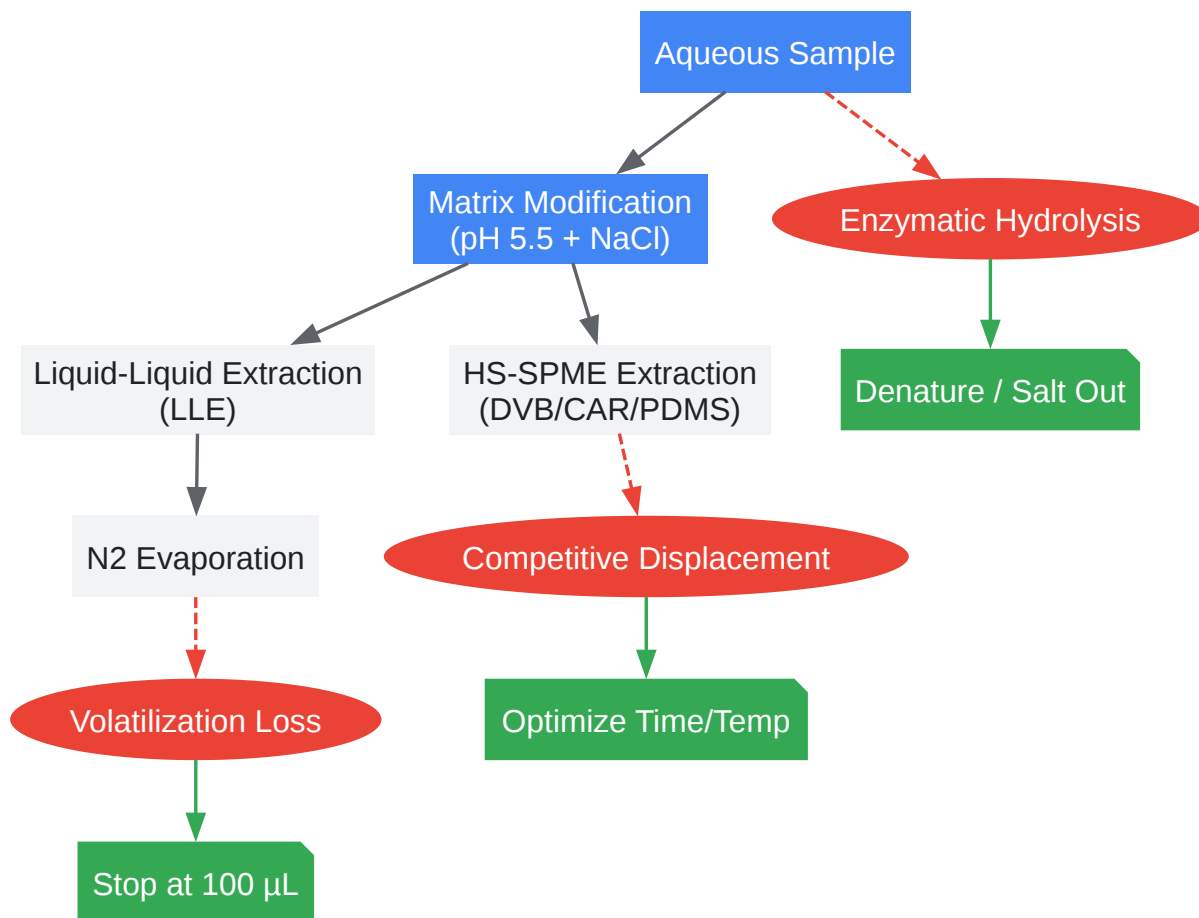 Aqueous Sample
Matrix Modification
(pH 5.5 + NaCl)
Enzymatic Hydrolysis
Liquid-Liquid Extraction
(LLE)
HS-SPME Extraction
(DVB/CAR/PDMS)
Denature / Salt Out
N2 Evaporation
Competitive Displacement
Volatilization Loss
Optimize Time/Temp
Stop at 100 µL